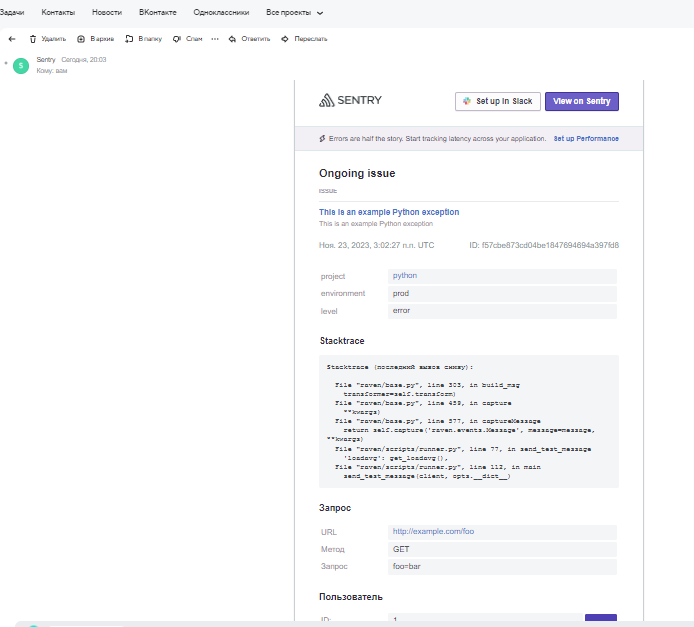 Задачи Контакты Новости ВКонтакте Одноклассники Все проекты
Удалить В архив В папку Спам ... Ответить Переслать
S Sentry Сегодня, 20:03
Кому: вам
SENTRY Set up in Slack View on Sentry
Errors are half the story. Start tracking latency across your application. Set up Performance
Ongoing issue
ISSUE
This is an example Python exception
This is an example Python exception
Ноя. 23, 2023, 3:02:27 п.п. UTC ID: f57cbe873cd04be1847694694a397fd8
project python
environment prod
level error
Stacktrace
Stacktrace (последний вызов снизу):
File "raven/base.py", line 303, in build_msg
transformer=self.transform)
File "raven/base.py", line 459, in capture
**kwargs)
File "raven/base.py", line 577, in captureMessage
return self.capture('raven.events.Message', message=message,
**kwargs)
File "raven/scripts/runner.py", line 77, in send_test_message
'loadavg': get_loadavg(),
File "raven/scripts/runner.py", line 112, in main
send_test_message(client, opts.__dict__)
Запрос
URL http://example.com/foo
Метод GET
Запрос foo=bar
Пользователь
ID: 1